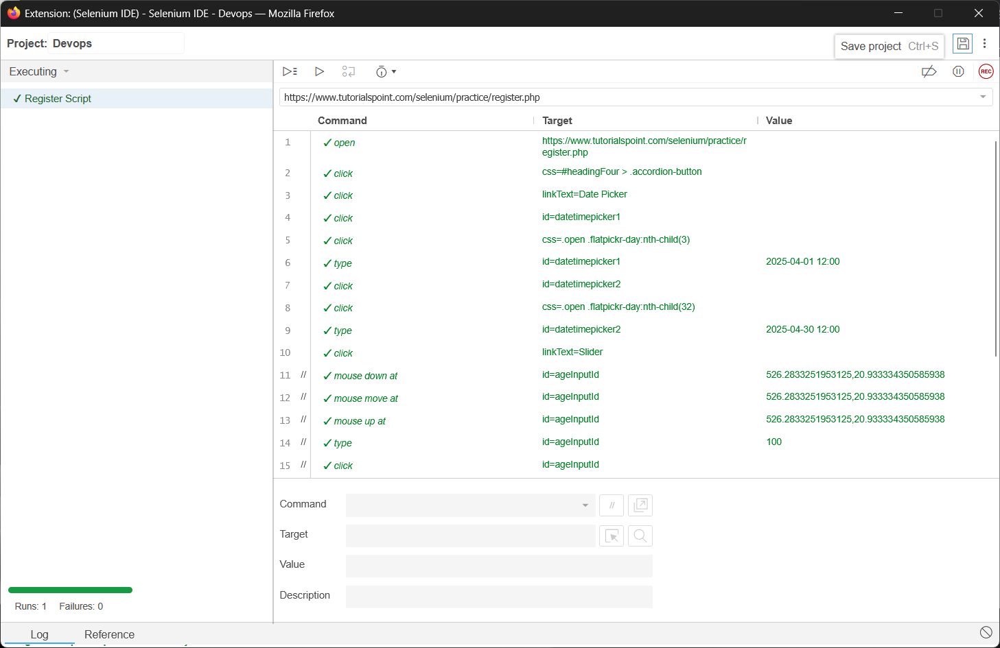 Extension: (Selenium IDE) - Selenium IDE - Devops — Mozilla Firefox
Project: Devops
Save project Ctrl+S
Executing
REC
✓ Register Script
https://www.tutorialspoint.com/selenium/practice/register.php
Command Target Value
1 ✓ open https://www.tutorialspoint.com/selenium/practice/r
egister.php
2 ✓ click css=#headingFour > .accordion-button
3 ✓ click linkText=Date Picker
4 ✓ click id=datetimepicker1
5 ✓ click css=.open .flatpickr-day:nth-child(3)
6 ✓ type id=datetimepicker1 2025-04-01 12:00
7 ✓ click id=datetimepicker2
8 ✓ click css=.open .flatpickr-day:nth-child(32)
9 ✓ type id=datetimepicker2 2025-04-30 12:00
10 ✓ click linkText=Slider
11 // ✓ mouse down at id=ageInputId 526.2833251953125,20.933334350585938
12 // ✓ mouse move at id=ageInputId 526.2833251953125,20.933334350585938
13 // ✓ mouse up at id=ageInputId 526.2833251953125,20.933334350585938
14 // ✓ type id=ageInputId 100
15 // ✓ click id=ageInputId
Command //
Target
Value
Description
Runs: 1 Failures: 0
Log Reference